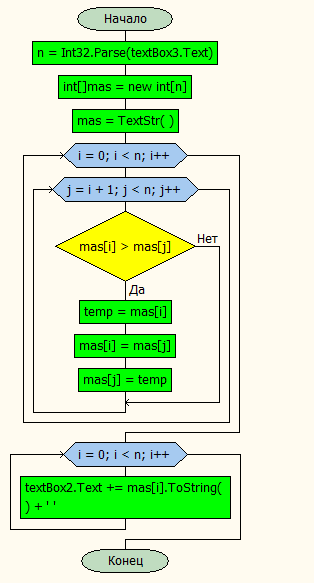 Начало
n = Int32.Parse(textBox3.Text)
int[]mas = new int[n]
mas = TextStr( )
i = 0; i < n; i++
j = i + 1; j < n; j++
mas[i] > mas[j]
Нет
Да
temp = mas[i]
mas[i] = mas[j]
mas[j] = temp
i = 0; i < n; i++
textBox2.Text += mas[i].ToString(
) + ' '
Конец